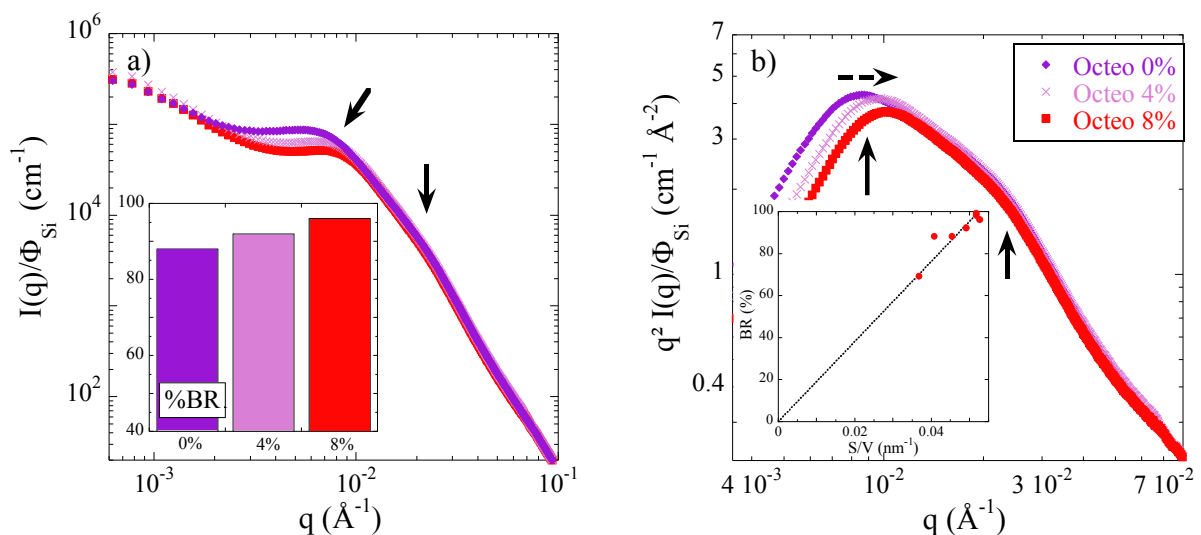 a)
10^6
10^4
10^2
I(q)/Φ_Si (cm^-1)
100
80
60
40
%BR
0% 4% 8%
10^-3 10^-2 10^-1
q (Å^-1)
b)
7
5
3
1
0.4
q² I(q)/Φ_Si (cm^-1 Å^-2)
Octeo 0%
Octeo 4%
Octeo 8%
100
80
60
40
20
0
BR (%)
0 0.02 0.04
S/V (nm^-1)
4 10^-3 10^-2 3 10^-2 7 10^-2
q (Å^-1)